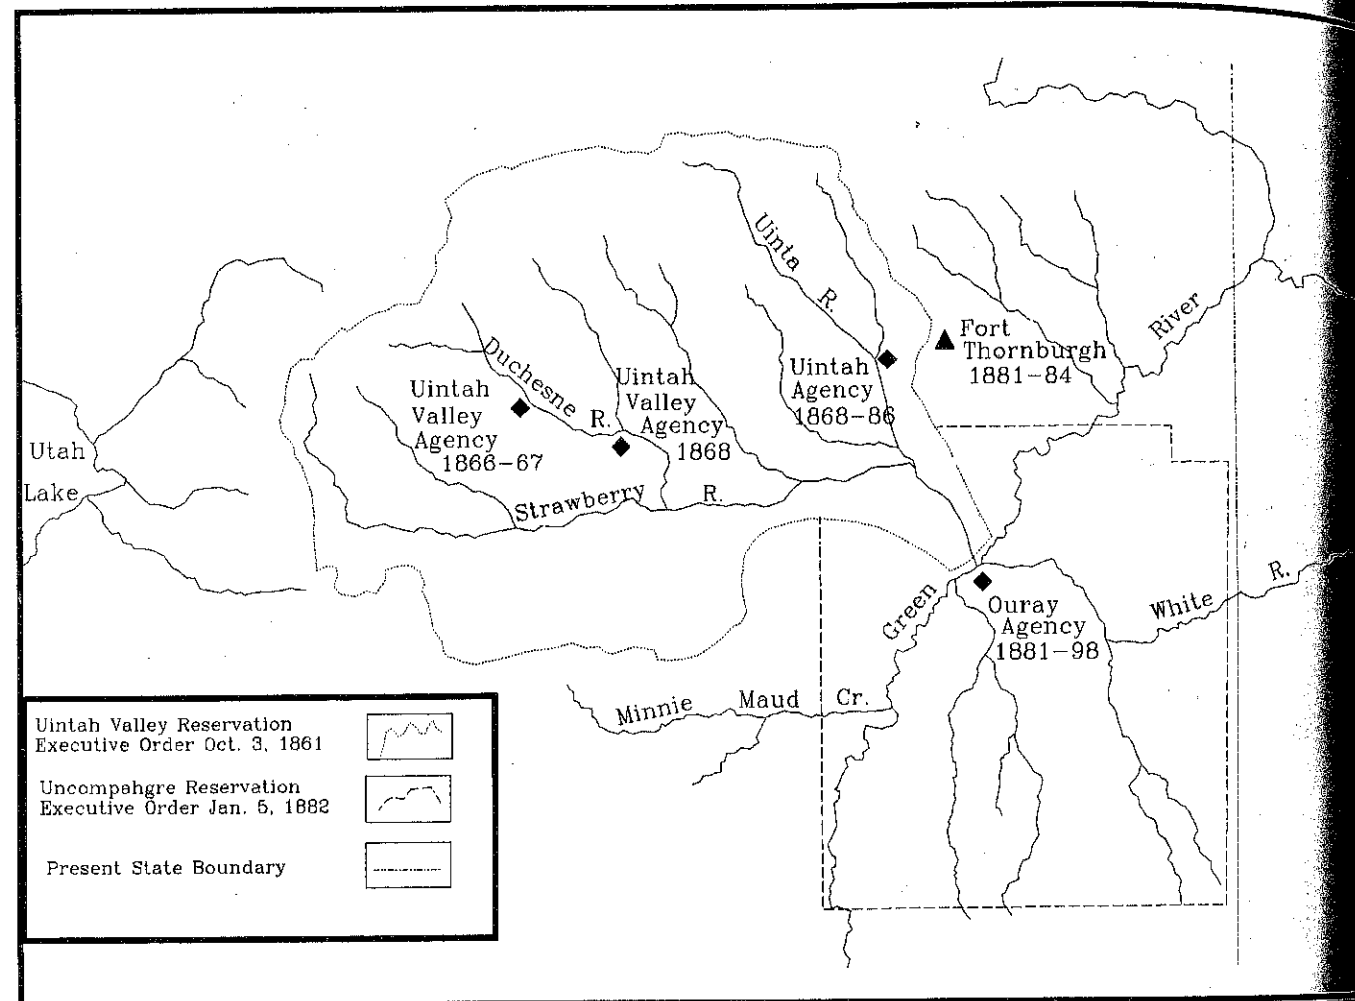 Uinta
R.
River
Fort
Thornburgh
1881-84
Duchesne
R.
Uintah
Valley
Agency
1866-67
Uintah
Valley
Agency
1868
Uintah
Agency
1868-86
Utah
Lake
Strawberry
R.
Green
Ouray
Agency
1881-98
White
R.
Minnie Maud Cr.
Uintah Valley Reservation
Executive Order Oct. 3, 1861
Uncompahgre Reservation
Executive Order Jan. 5, 1882
Present State Boundary